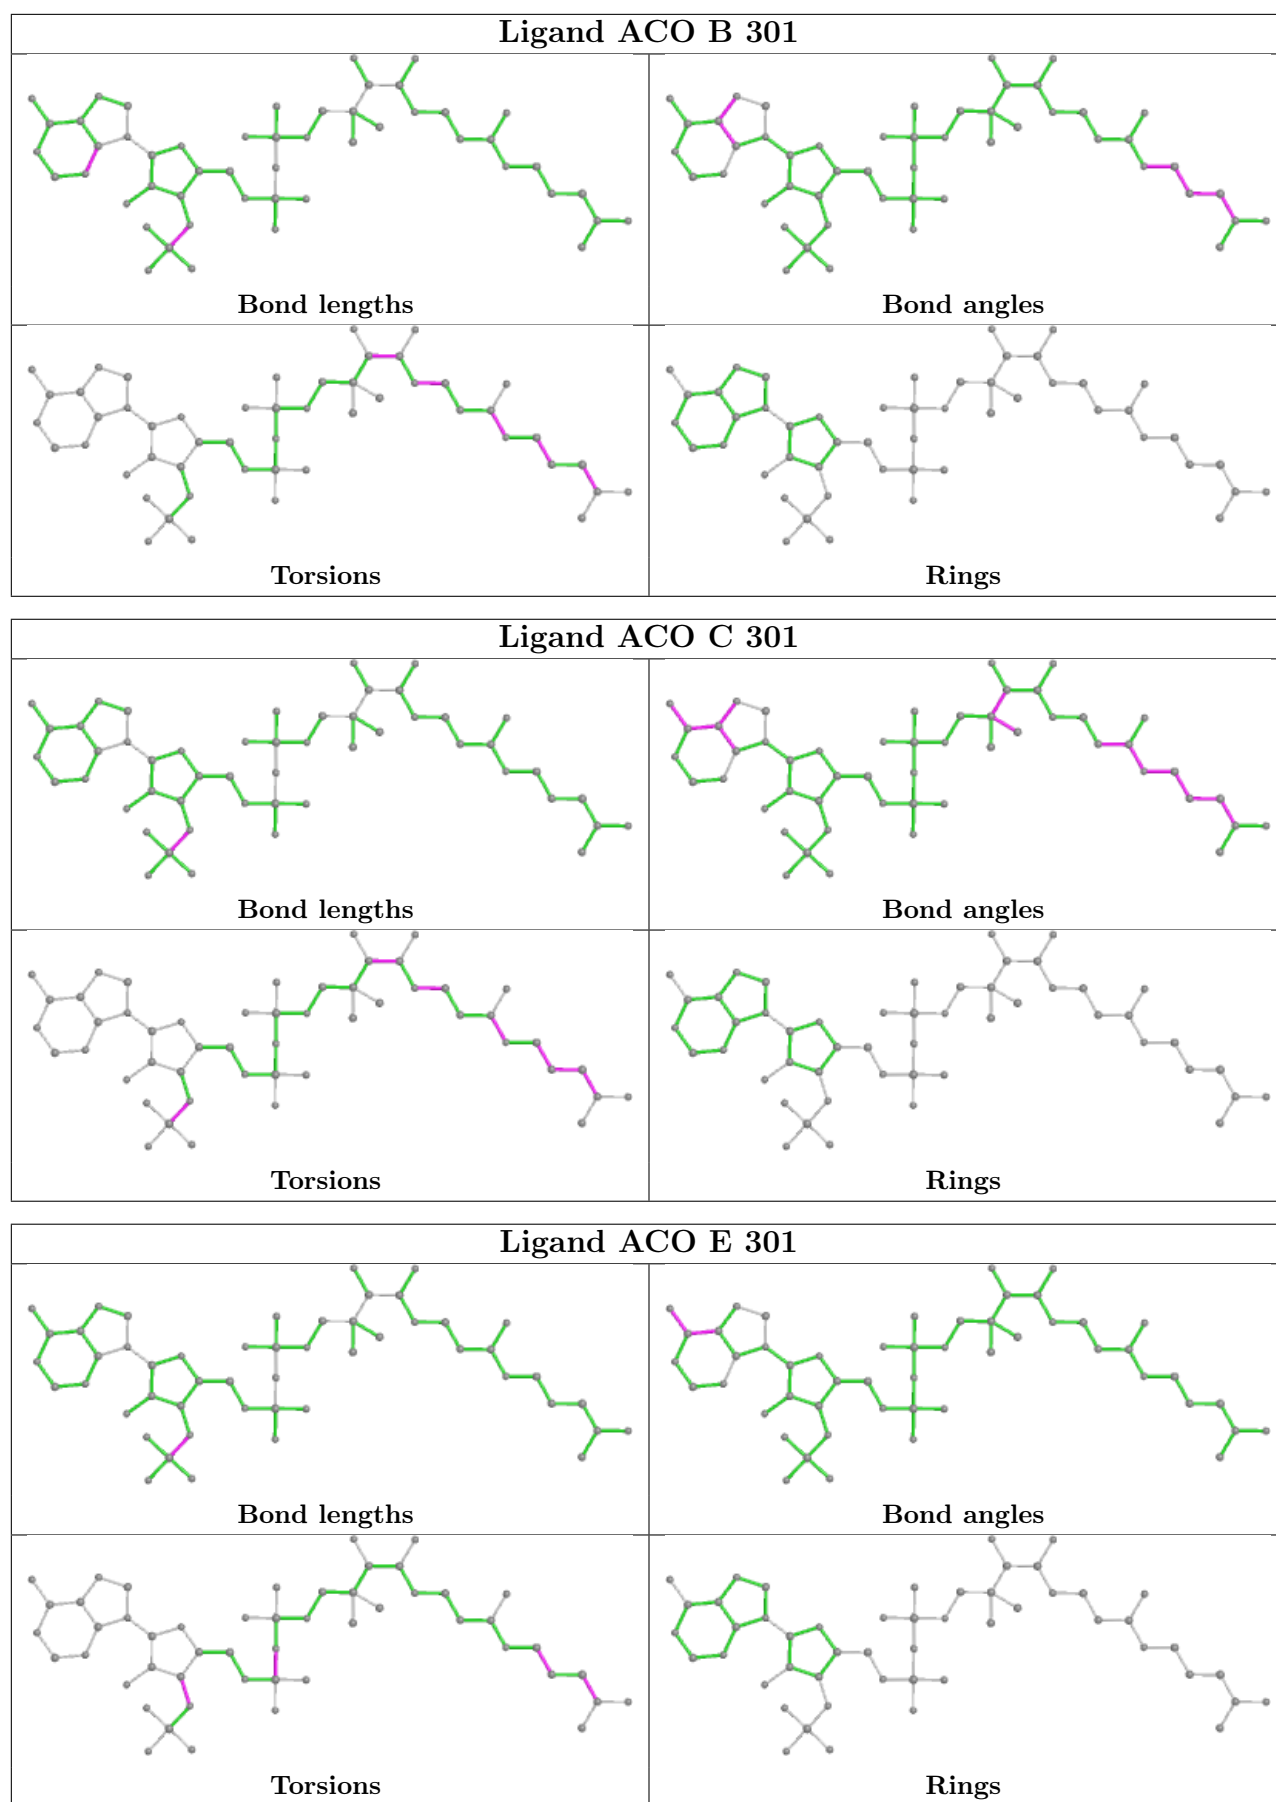 Ligand ACO B 301
Bond lengths
Bond angles
Torsions
Rings
Ligand ACO C 301
Bond lengths
Bond angles
Torsions
Rings
Ligand ACO E 301
Bond lengths
Bond angles
Torsions
Rings